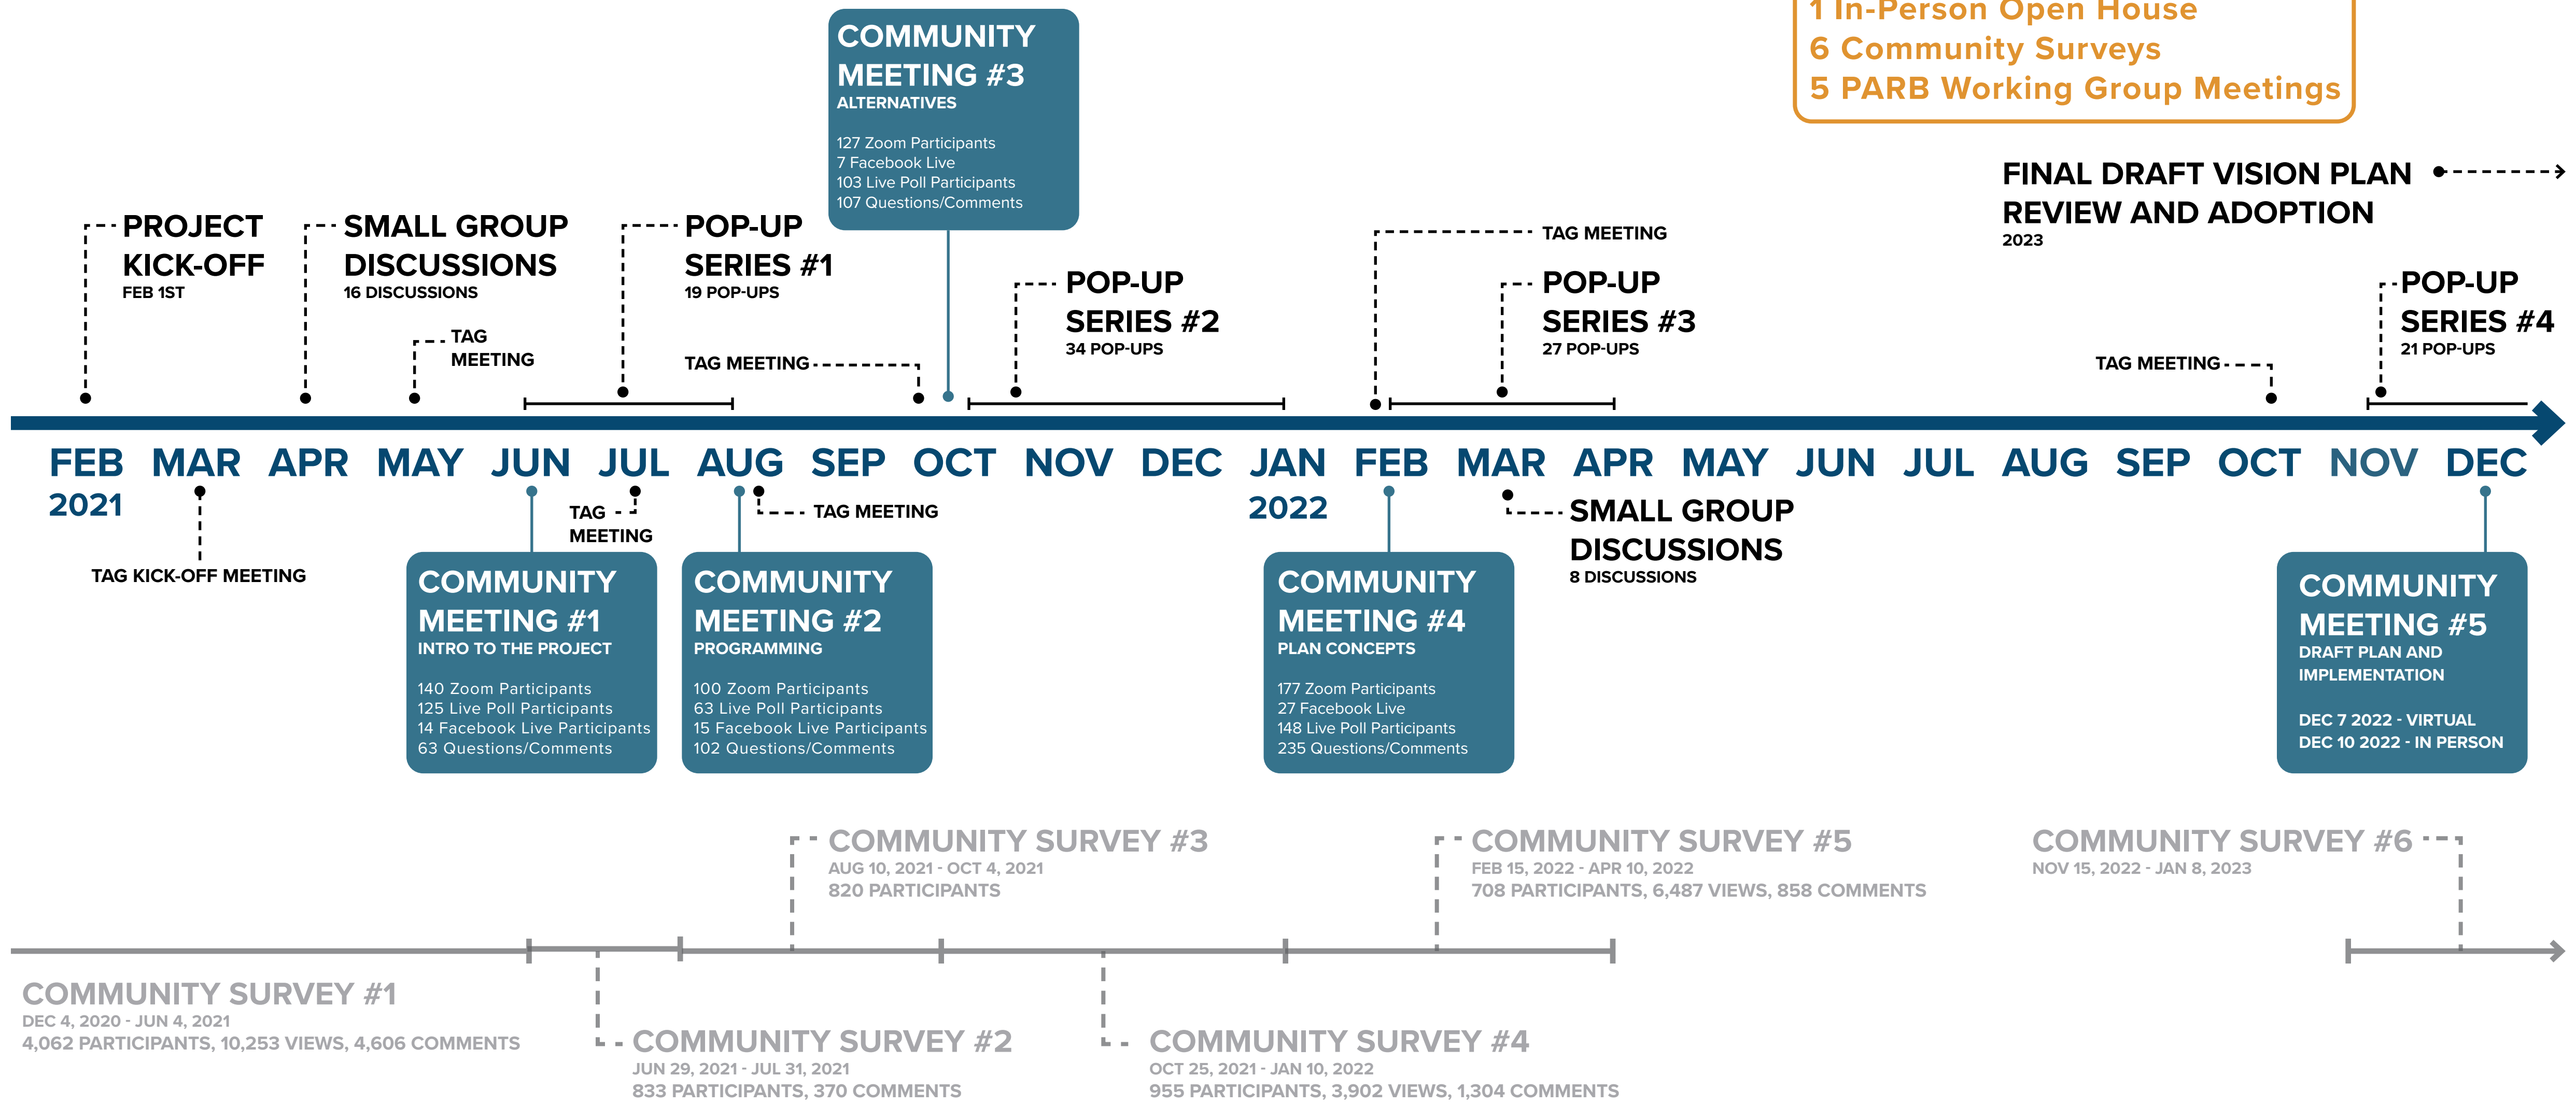 1 In-Person Open House
6 Community Surveys
5 PARB Working Group Meetings
COMMUNITY
MEETING #3
ALTERNATIVES
127 Zoom Participants
7 Facebook Live
103 Live Poll Participants
107 Questions/Comments
FINAL DRAFT VISION PLAN
REVIEW AND ADOPTION
2023
PROJECT
KICK-OFF
FEB 1ST
SMALL GROUP
DISCUSSIONS
16 DISCUSSIONS
TAG
MEETING
POP-UP
SERIES #1
19 POP-UPS
TAG MEETING
POP-UP
SERIES #2
34 POP-UPS
TAG MEETING
POP-UP
SERIES #3
27 POP-UPS
TAG MEETING
POP-UP
SERIES #4
21 POP-UPS
FEB MAR APR MAY JUN JUL AUG SEP OCT NOV DEC JAN FEB MAR APR MAY JUN JUL AUG SEP OCT NOV DEC
2021 2022
TAG KICK-OFF MEETING
TAG
MEETING
TAG MEETING
SMALL GROUP
DISCUSSIONS
8 DISCUSSIONS
COMMUNITY
MEETING #1
INTRO TO THE PROJECT
140 Zoom Participants
125 Live Poll Participants
14 Facebook Live Participants
63 Questions/Comments
COMMUNITY
MEETING #2
PROGRAMMING
100 Zoom Participants
63 Live Poll Participants
15 Facebook Live Participants
102 Questions/Comments
COMMUNITY
MEETING #4
PLAN CONCEPTS
177 Zoom Participants
27 Facebook Live
148 Live Poll Participants
235 Questions/Comments
COMMUNITY
MEETING #5
DRAFT PLAN AND
IMPLEMENTATION
DEC 7 2022 - VIRTUAL
DEC 10 2022 - IN PERSON
COMMUNITY SURVEY #3
AUG 10, 2021 - OCT 4, 2021
820 PARTICIPANTS
COMMUNITY SURVEY #5
FEB 15, 2022 - APR 10, 2022
708 PARTICIPANTS, 6,487 VIEWS, 858 COMMENTS
COMMUNITY SURVEY #6
NOV 15, 2022 - JAN 8, 2023
COMMUNITY SURVEY #1
DEC 4, 2020 - JUN 4, 2021
4,062 PARTICIPANTS, 10,253 VIEWS, 4,606 COMMENTS
COMMUNITY SURVEY #2
JUN 29, 2021 - JUL 31, 2021
833 PARTICIPANTS, 370 COMMENTS
COMMUNITY SURVEY #4
OCT 25, 2021 - JAN 10, 2022
955 PARTICIPANTS, 3,902 VIEWS, 1,304 COMMENTS